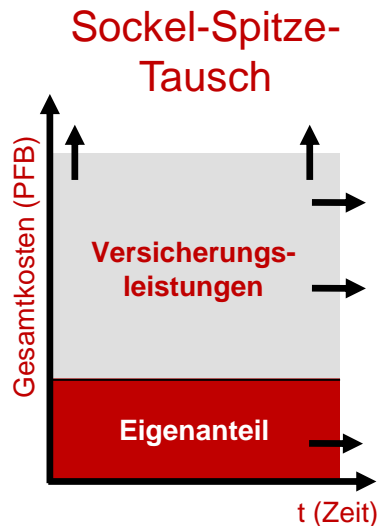 Sockel-Spitze-
Tausch
Gesamtkosten (PFB)
Versicherungs-
leistungen
Eigenanteil
t (Zeit)